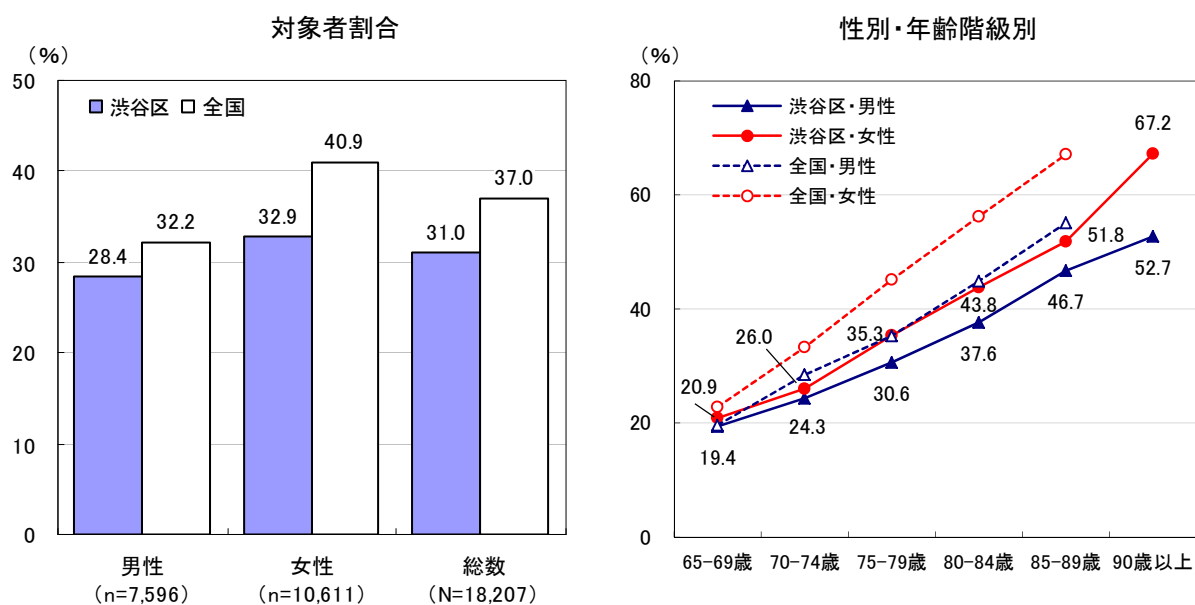 対象者割合
（%）
50
40
30
20
10
0
渋谷区 全国
28.4
32.2
32.9
40.9
31.0
37.0
男性
（n=7,596）
女性
（n=10,611）
総数
（N=18,207）
性別・年齢階級別
（%）
80
60
40
20
0
渋谷区・男性
渋谷区・女性
全国・男性
全国・女性
67.2
51.8
52.7
46.7
43.8
37.6
35.3
30.6
26.0
24.3
20.9
19.4
65-69歳 70-74歳 75-79歳 80-84歳 85-89歳 90歳以上